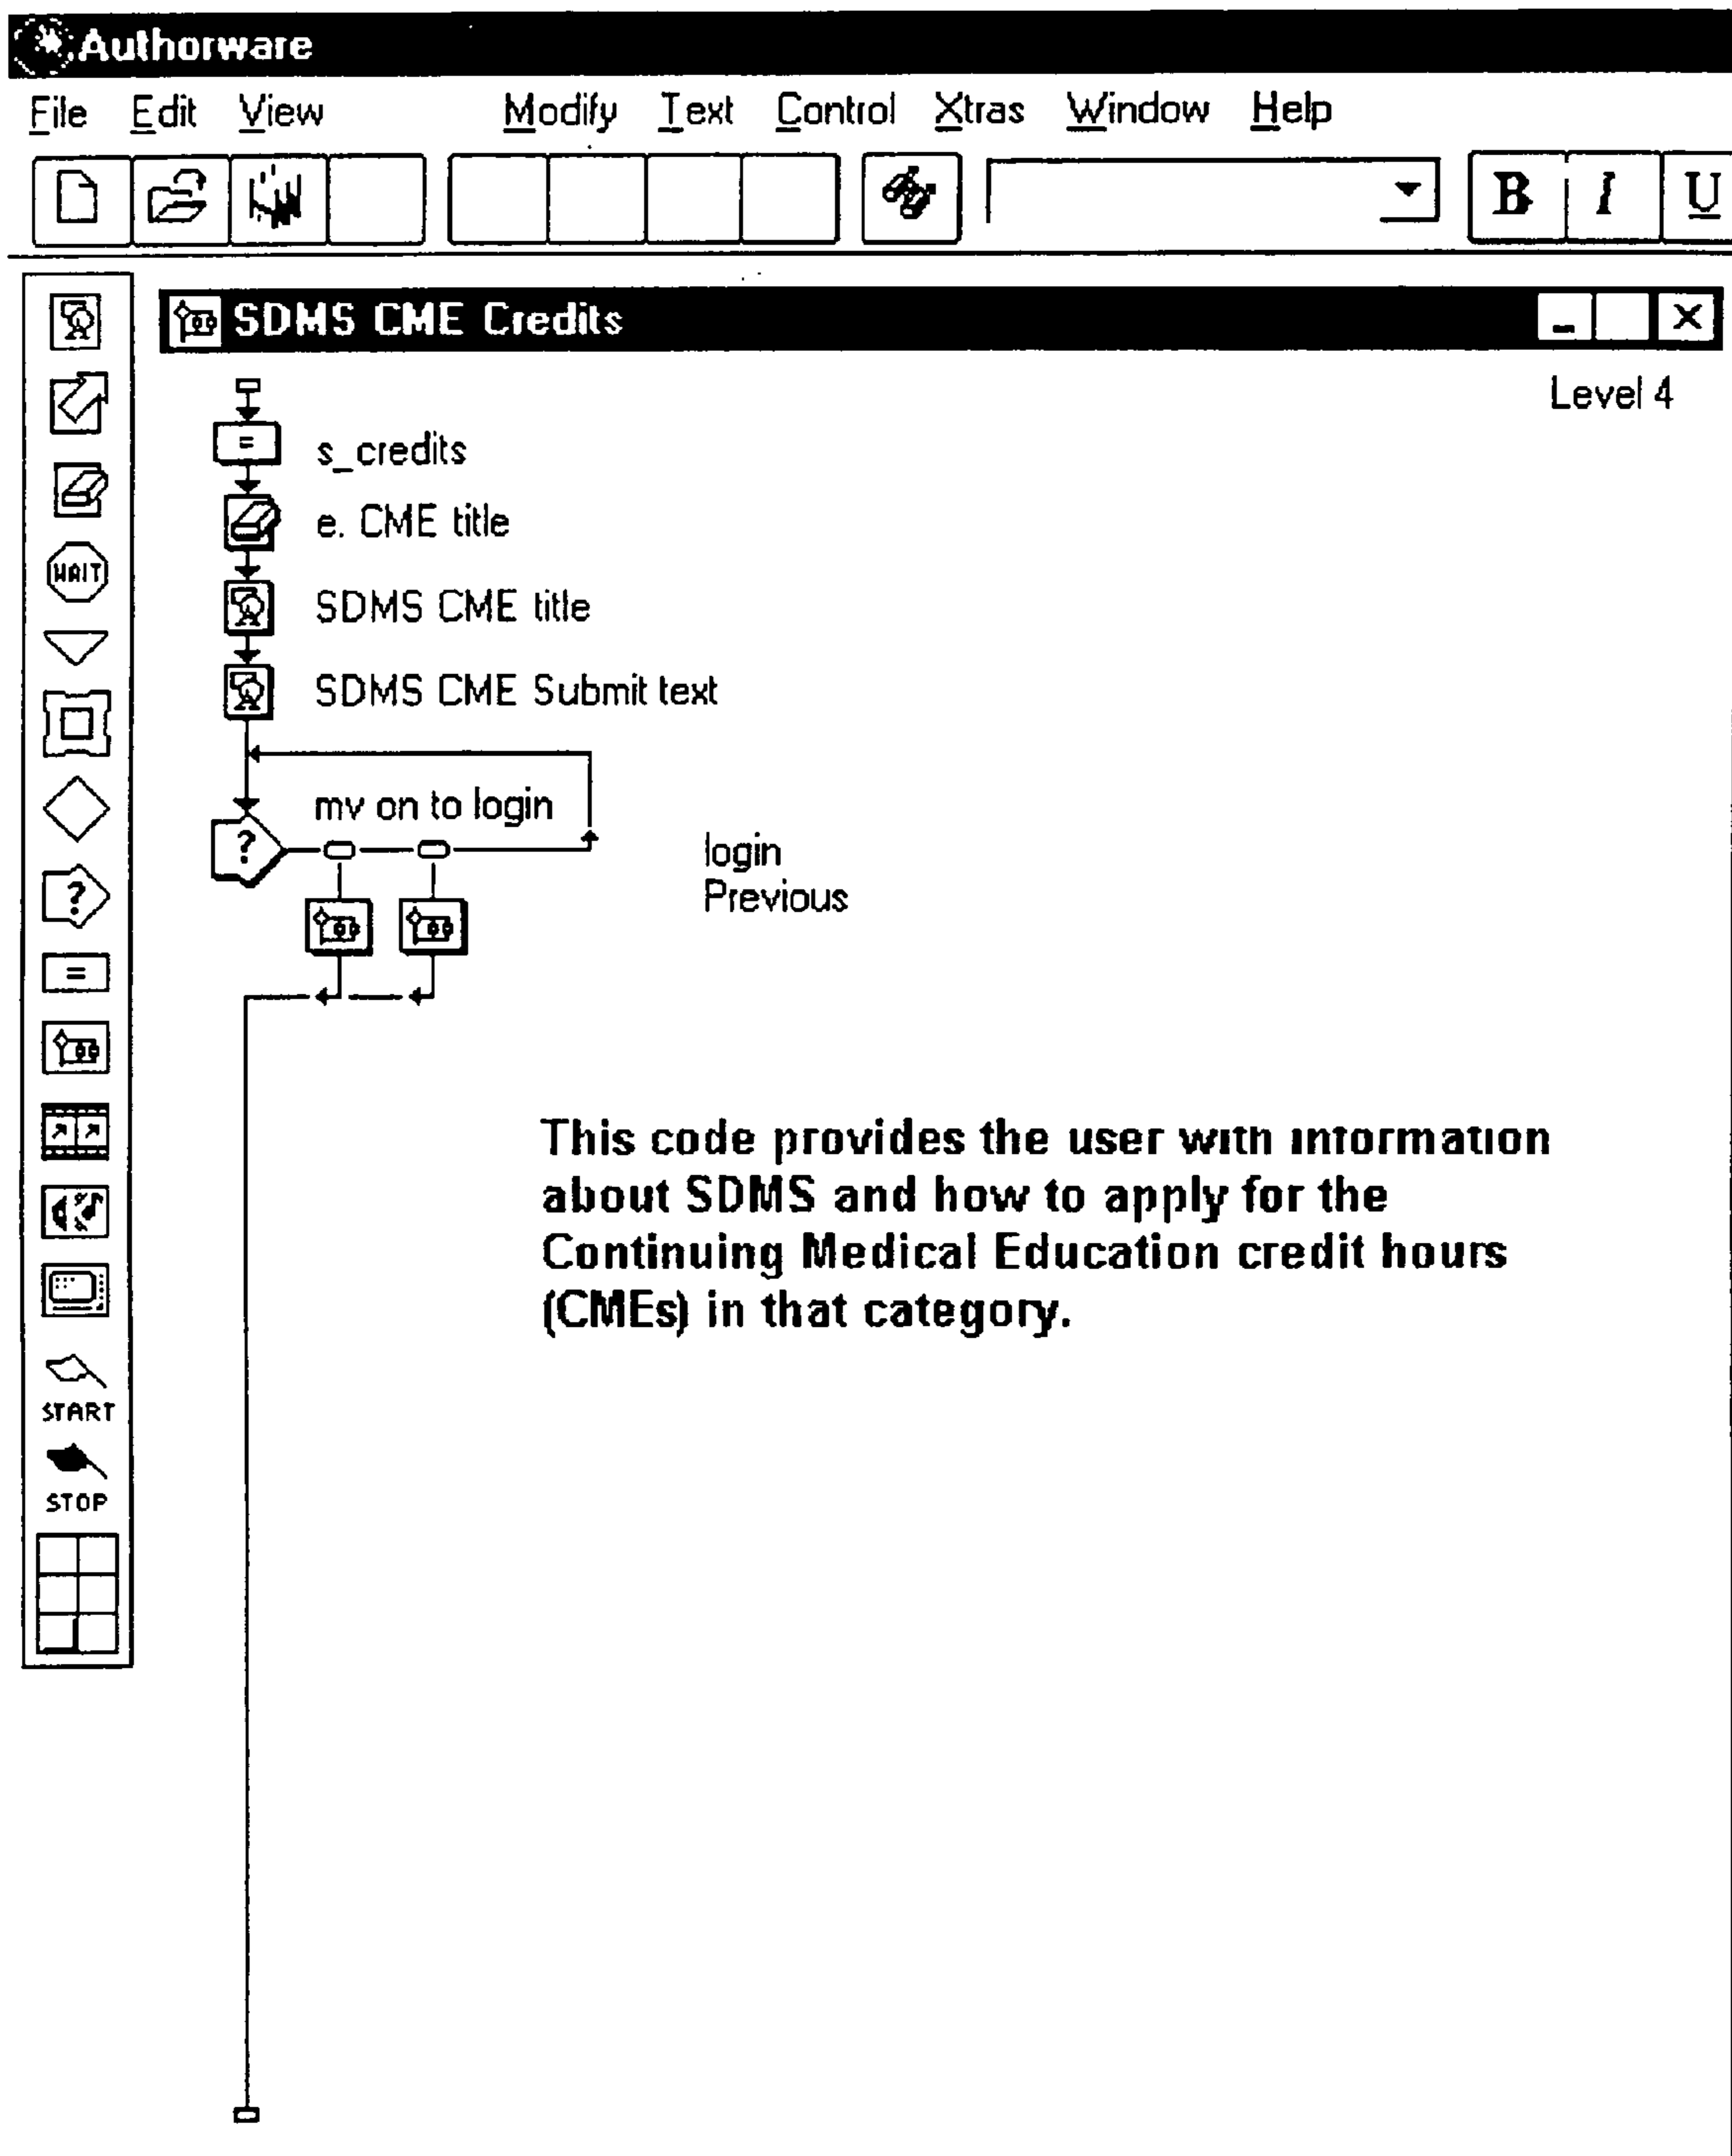 Authorware
File Edit View Modify Text Control Xtras Window Help
B I U
SDMS CME Credits
Level 4
=
s_credits
e. CME title
SDMS CME title
SDMS CME Submit text
mv on to login
?
login
Previous
WAIT
?
=
START
STOP
This code provides the user with information
about SDMS and how to apply for the
Continuing Medical Education credit hours
(CMEs) in that category.